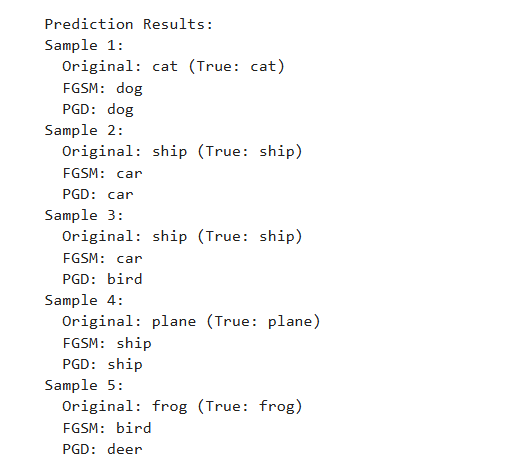 Prediction Results:
Sample 1:
  Original: cat (True: cat)
  FGSM: dog
  PGD: dog
Sample 2:
  Original: ship (True: ship)
  FGSM: car
  PGD: car
Sample 3:
  Original: ship (True: ship)
  FGSM: car
  PGD: bird
Sample 4:
  Original: plane (True: plane)
  FGSM: ship
  PGD: ship
Sample 5:
  Original: frog (True: frog)
  FGSM: bird
  PGD: deer